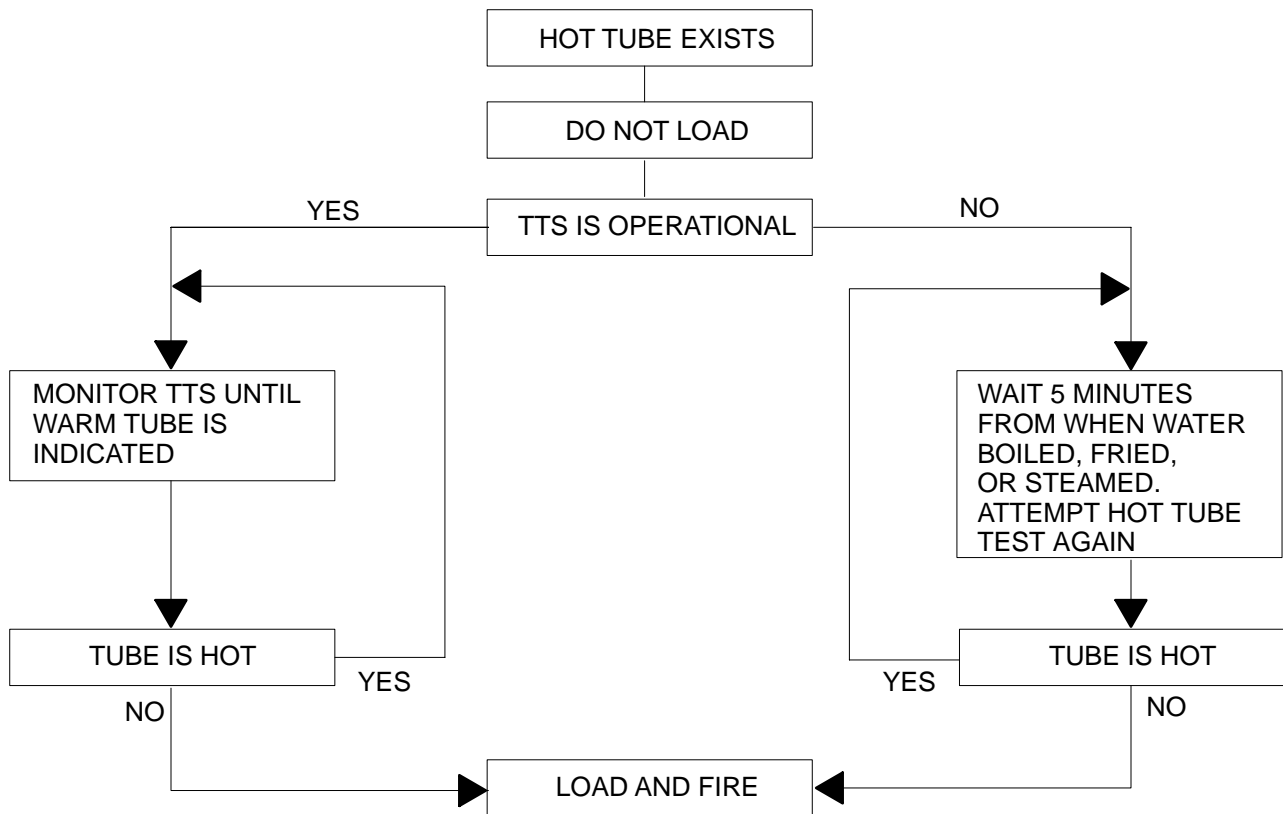 HOT TUBE EXISTS
DO NOT LOAD
YES
TTS IS OPERATIONAL
NO
MONITOR TTS UNTIL
WARM TUBE IS
INDICATED
WAIT 5 MINUTES
FROM WHEN WATER
BOILED, FRIED,
OR STEAMED.
ATTEMPT HOT TUBE
TEST AGAIN
TUBE IS HOT
YES
NO
TUBE IS HOT
YES
NO
LOAD AND FIRE